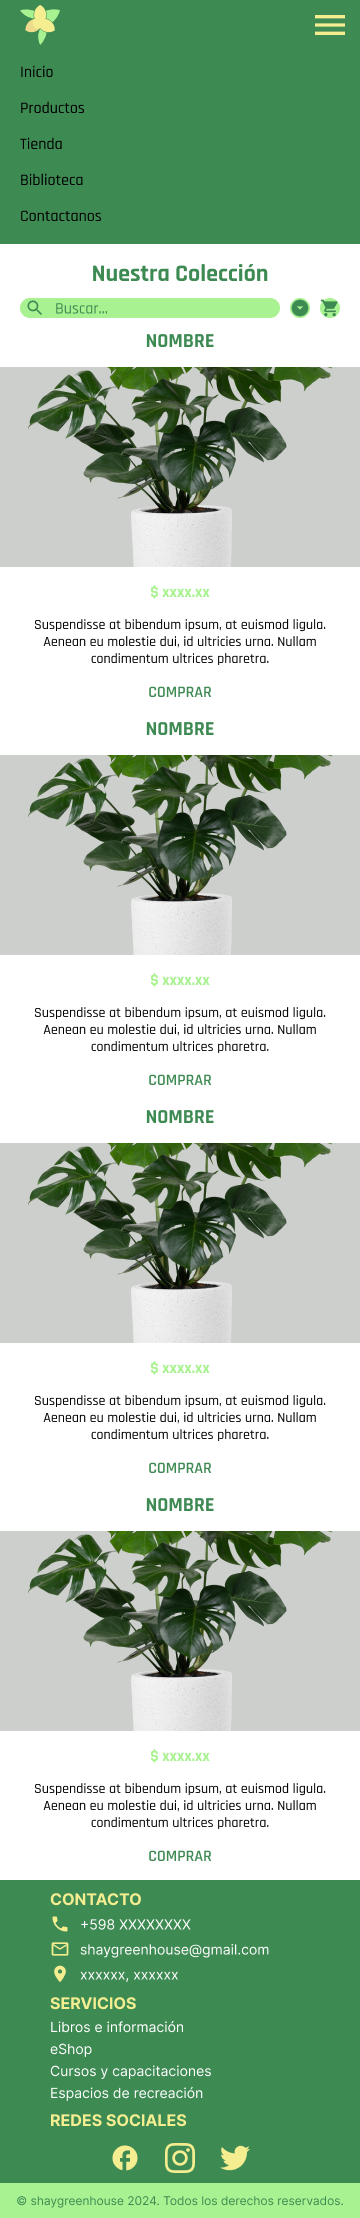 Inicio
Productos
Tienda
Biblioteca
Contactanos
Nuestra Colección
Buscar...
NOMBRE
$ xxxx.xx
Suspendisse at bibendum ipsum, at euismod ligula.
Aenean eu molestie dui, id ultricies urna. Nullam
condimentum ultrices pharetra.
COMPRAR
NOMBRE
$ xxxx.xx
Suspendisse at bibendum ipsum, at euismod ligula.
Aenean eu molestie dui, id ultricies urna. Nullam
condimentum ultrices pharetra.
COMPRAR
NOMBRE
$ xxxx.xx
Suspendisse at bibendum ipsum, at euismod ligula.
Aenean eu molestie dui, id ultricies urna. Nullam
condimentum ultrices pharetra.
COMPRAR
NOMBRE
$ xxxx.xx
Suspendisse at bibendum ipsum, at euismod ligula.
Aenean eu molestie dui, id ultricies urna. Nullam
condimentum ultrices pharetra.
COMPRAR
CONTACTO
+598 XXXXXXXX
shaygreenhouse@gmail.com
xxxxxx, xxxxxx
SERVICIOS
Libros e información
eShop
Cursos y capacitaciones
Espacios de recreación
REDES SOCIALES
© shaygreenhouse 2024. Todos los derechos reservados.